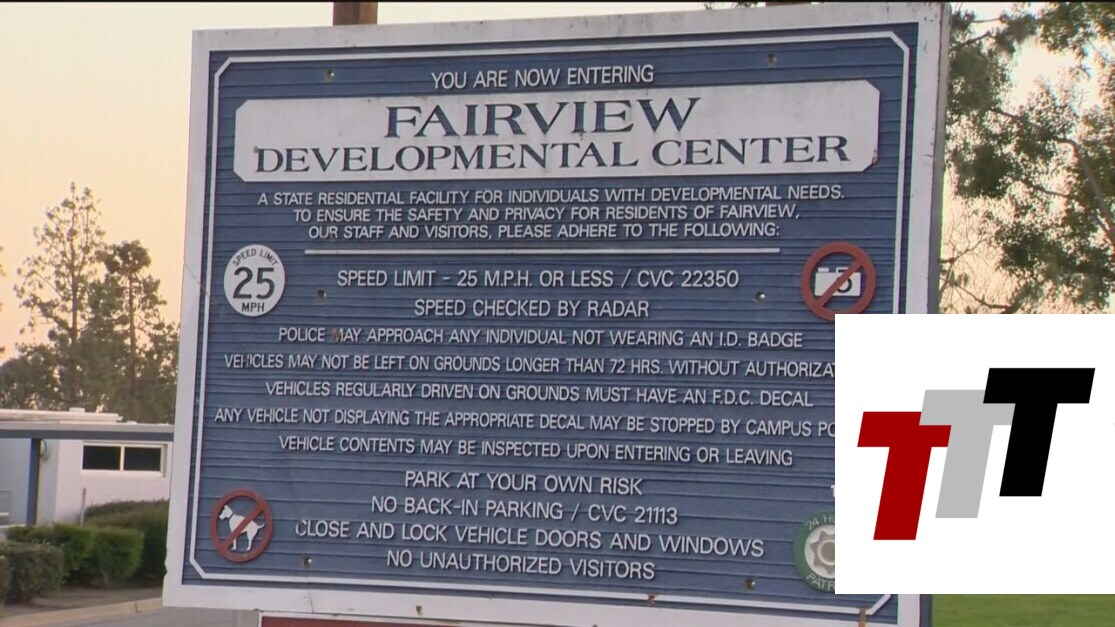 YOU ARE NOW ENTERING
FAIRVIEW
DEVELOPMENTAL CENTER
A STATE RESIDENTIAL FACILITY FOR INDIVIDUALS WITH DEVELOPMENTAL NEEDS.
TO ENSURE THE SAFETY AND PRIVACY FOR RESIDENTS OF FAIRVIEW,
OUR STAFF AND VISITORS, PLEASE ADHERE TO THE FOLLOWING:
SPEED LIMIT
25
MPH
SPEED LIMIT - 25 M.P.H. OR LESS / CVC 22350
SPEED CHECKED BY RADAR
POLICE MAY APPROACH ANY INDIVIDUAL NOT WEARING AN I.D. BADGE
VEHICLES MAY NOT BE LEFT ON GROUNDS LONGER THAN 72 HRS. WITHOUT
VEHICLES REGULARLY DRIVEN ON GROUNDS MUST HAVE AN F.D.C. DECAL
ANY VEHICLE NOT DISPLAYING THE APPROPRIATE DECAL MAY BE STOPPED BY CAMPUS
VEHICLE CONTENTS MAY BE INSPECTED UPON ENTERING OR LEAVING
PARK AT YOUR OWN RISK
NO BACK-IN PARKING / CVC 21113
CLOSE AND LOCK VEHICLE DOORS AND WINDOWS
NO UNAUTHORIZED VISITORS
24
TTT